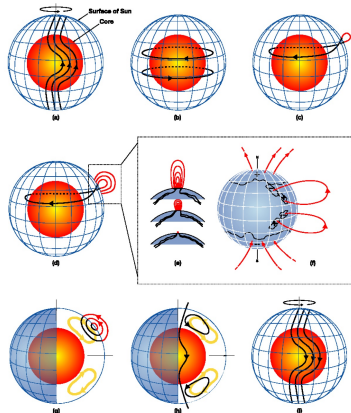 Surface of Sun
Core
(a)
(b)
(c)
(d)
(e)
(f)
(g)
(h)
(i)